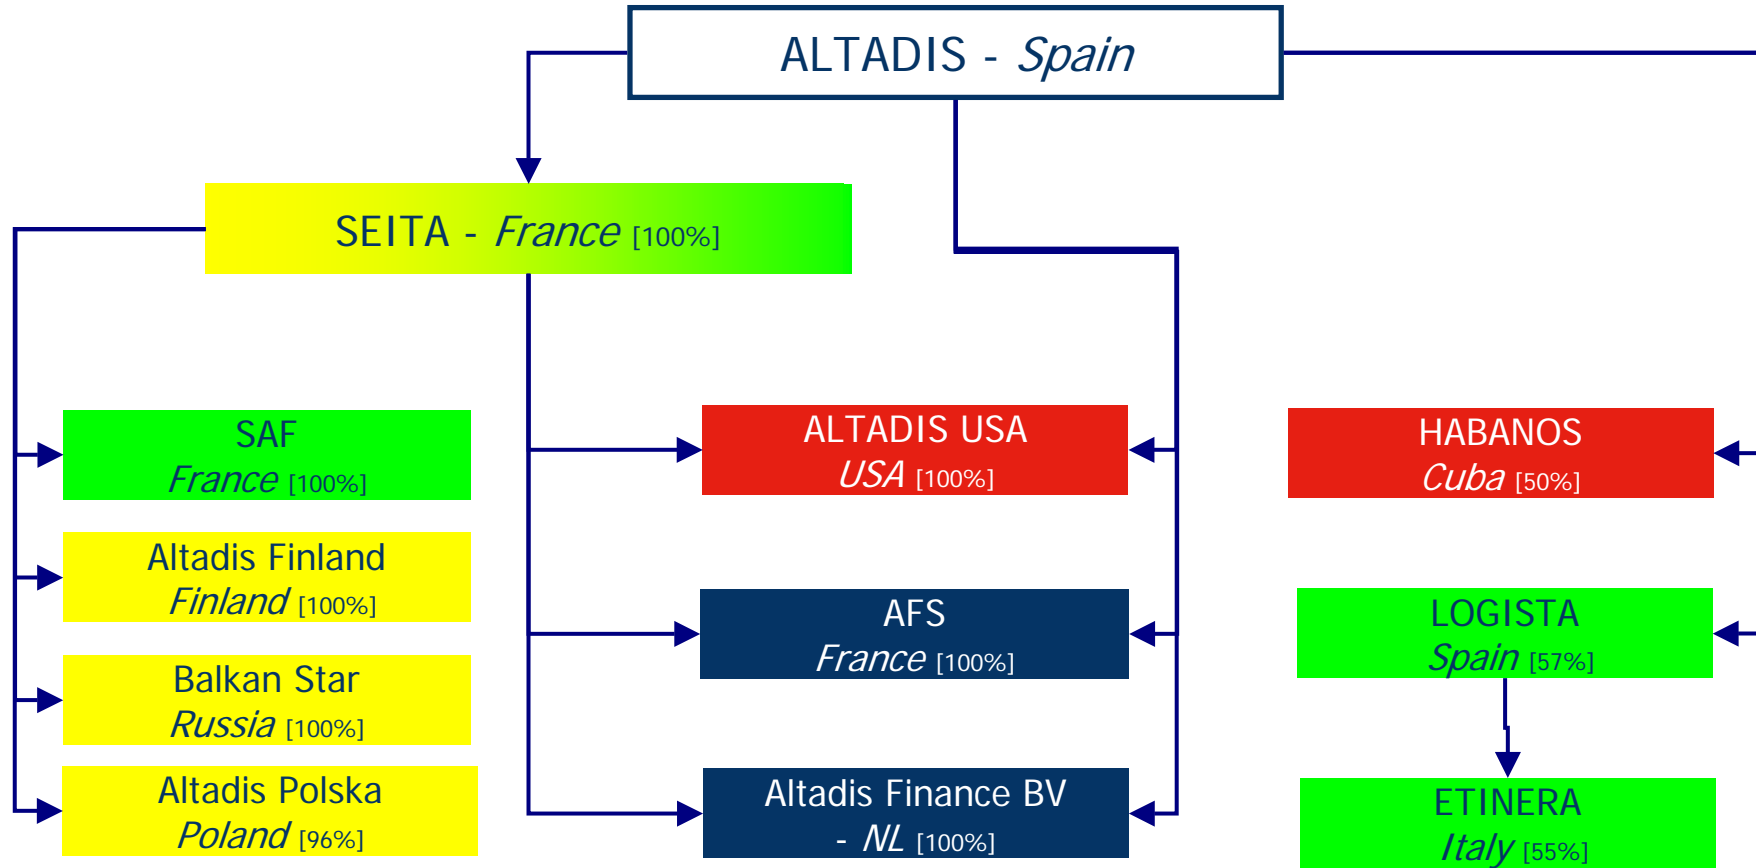 ALTADIS - Spain
SEITA - France [100%]
SAF
France [100%]
Altadis Finland
Finland [100%]
Balkan Star
Russia [100%]
Altadis Polska
Poland [96%]
ALTADIS USA
USA [100%]
AFS
France [100%]
Altadis Finance BV
- NL [100%]
HABANOS
Cuba [50%]
LOGISTA
Spain [57%]
ETINERA
Italy [55%]